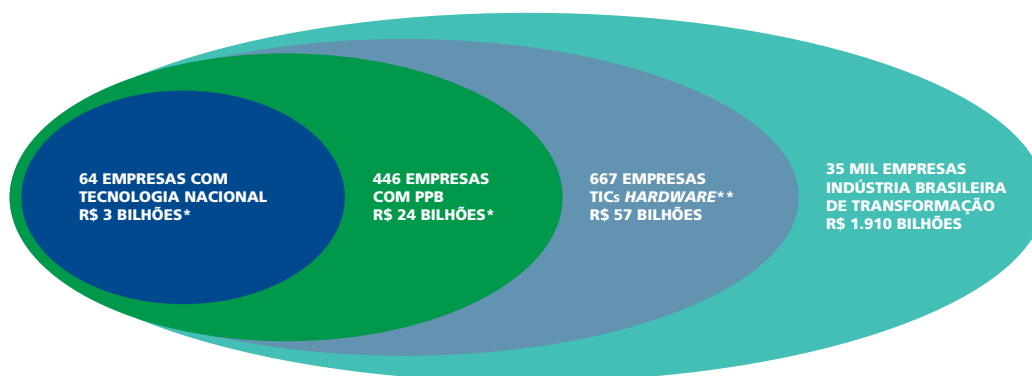 64 EMPRESAS COM
TECNOLOGIA NACIONAL
R$ 3 BILHÕES*
446 EMPRESAS
COM PPB
R$ 24 BILHÕES*
667 EMPRESAS
TICs HARDWARE**
R$ 57 BILHÕES
35 MIL EMPRESAS
INDÚSTRIA BRASILEIRA
DE TRANSFORMAÇÃO
R$ 1.910 BILHÕES